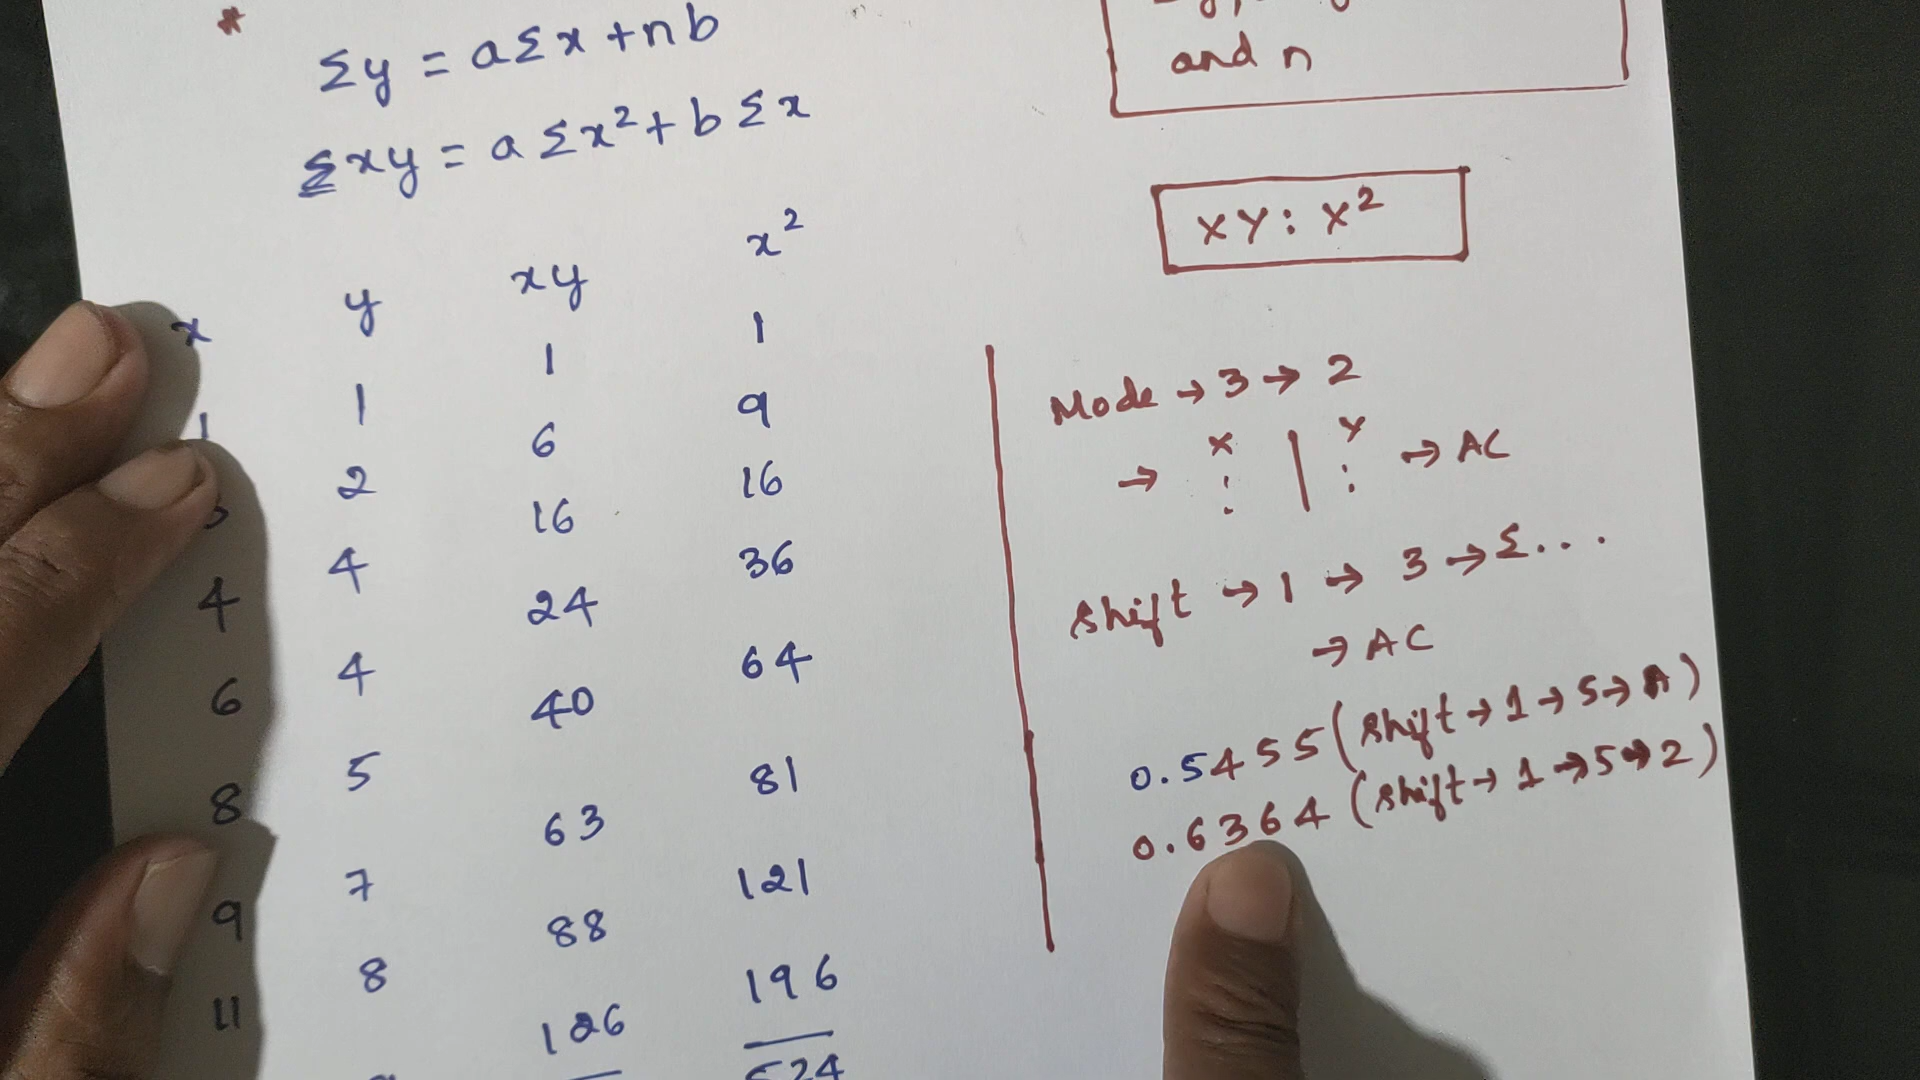 *
Σy = aΣx + nb
Σxy = aΣx² + bΣx
x y xy x²
1 1 1 1
2 6 9
4 4 16 16
6 4 24 36
8 5 40 64
9 7 63 81
11 8 88 121
126 196
524
and n
XY: X²
Mode → 3 → 2
→ X | Y → AC
: :
Shift → 1 → 3 → Σ...
→ AC
0.5455 (Shift → 1 → 5 → A)
0.6364 (Shift → 1 → 5 → 2)